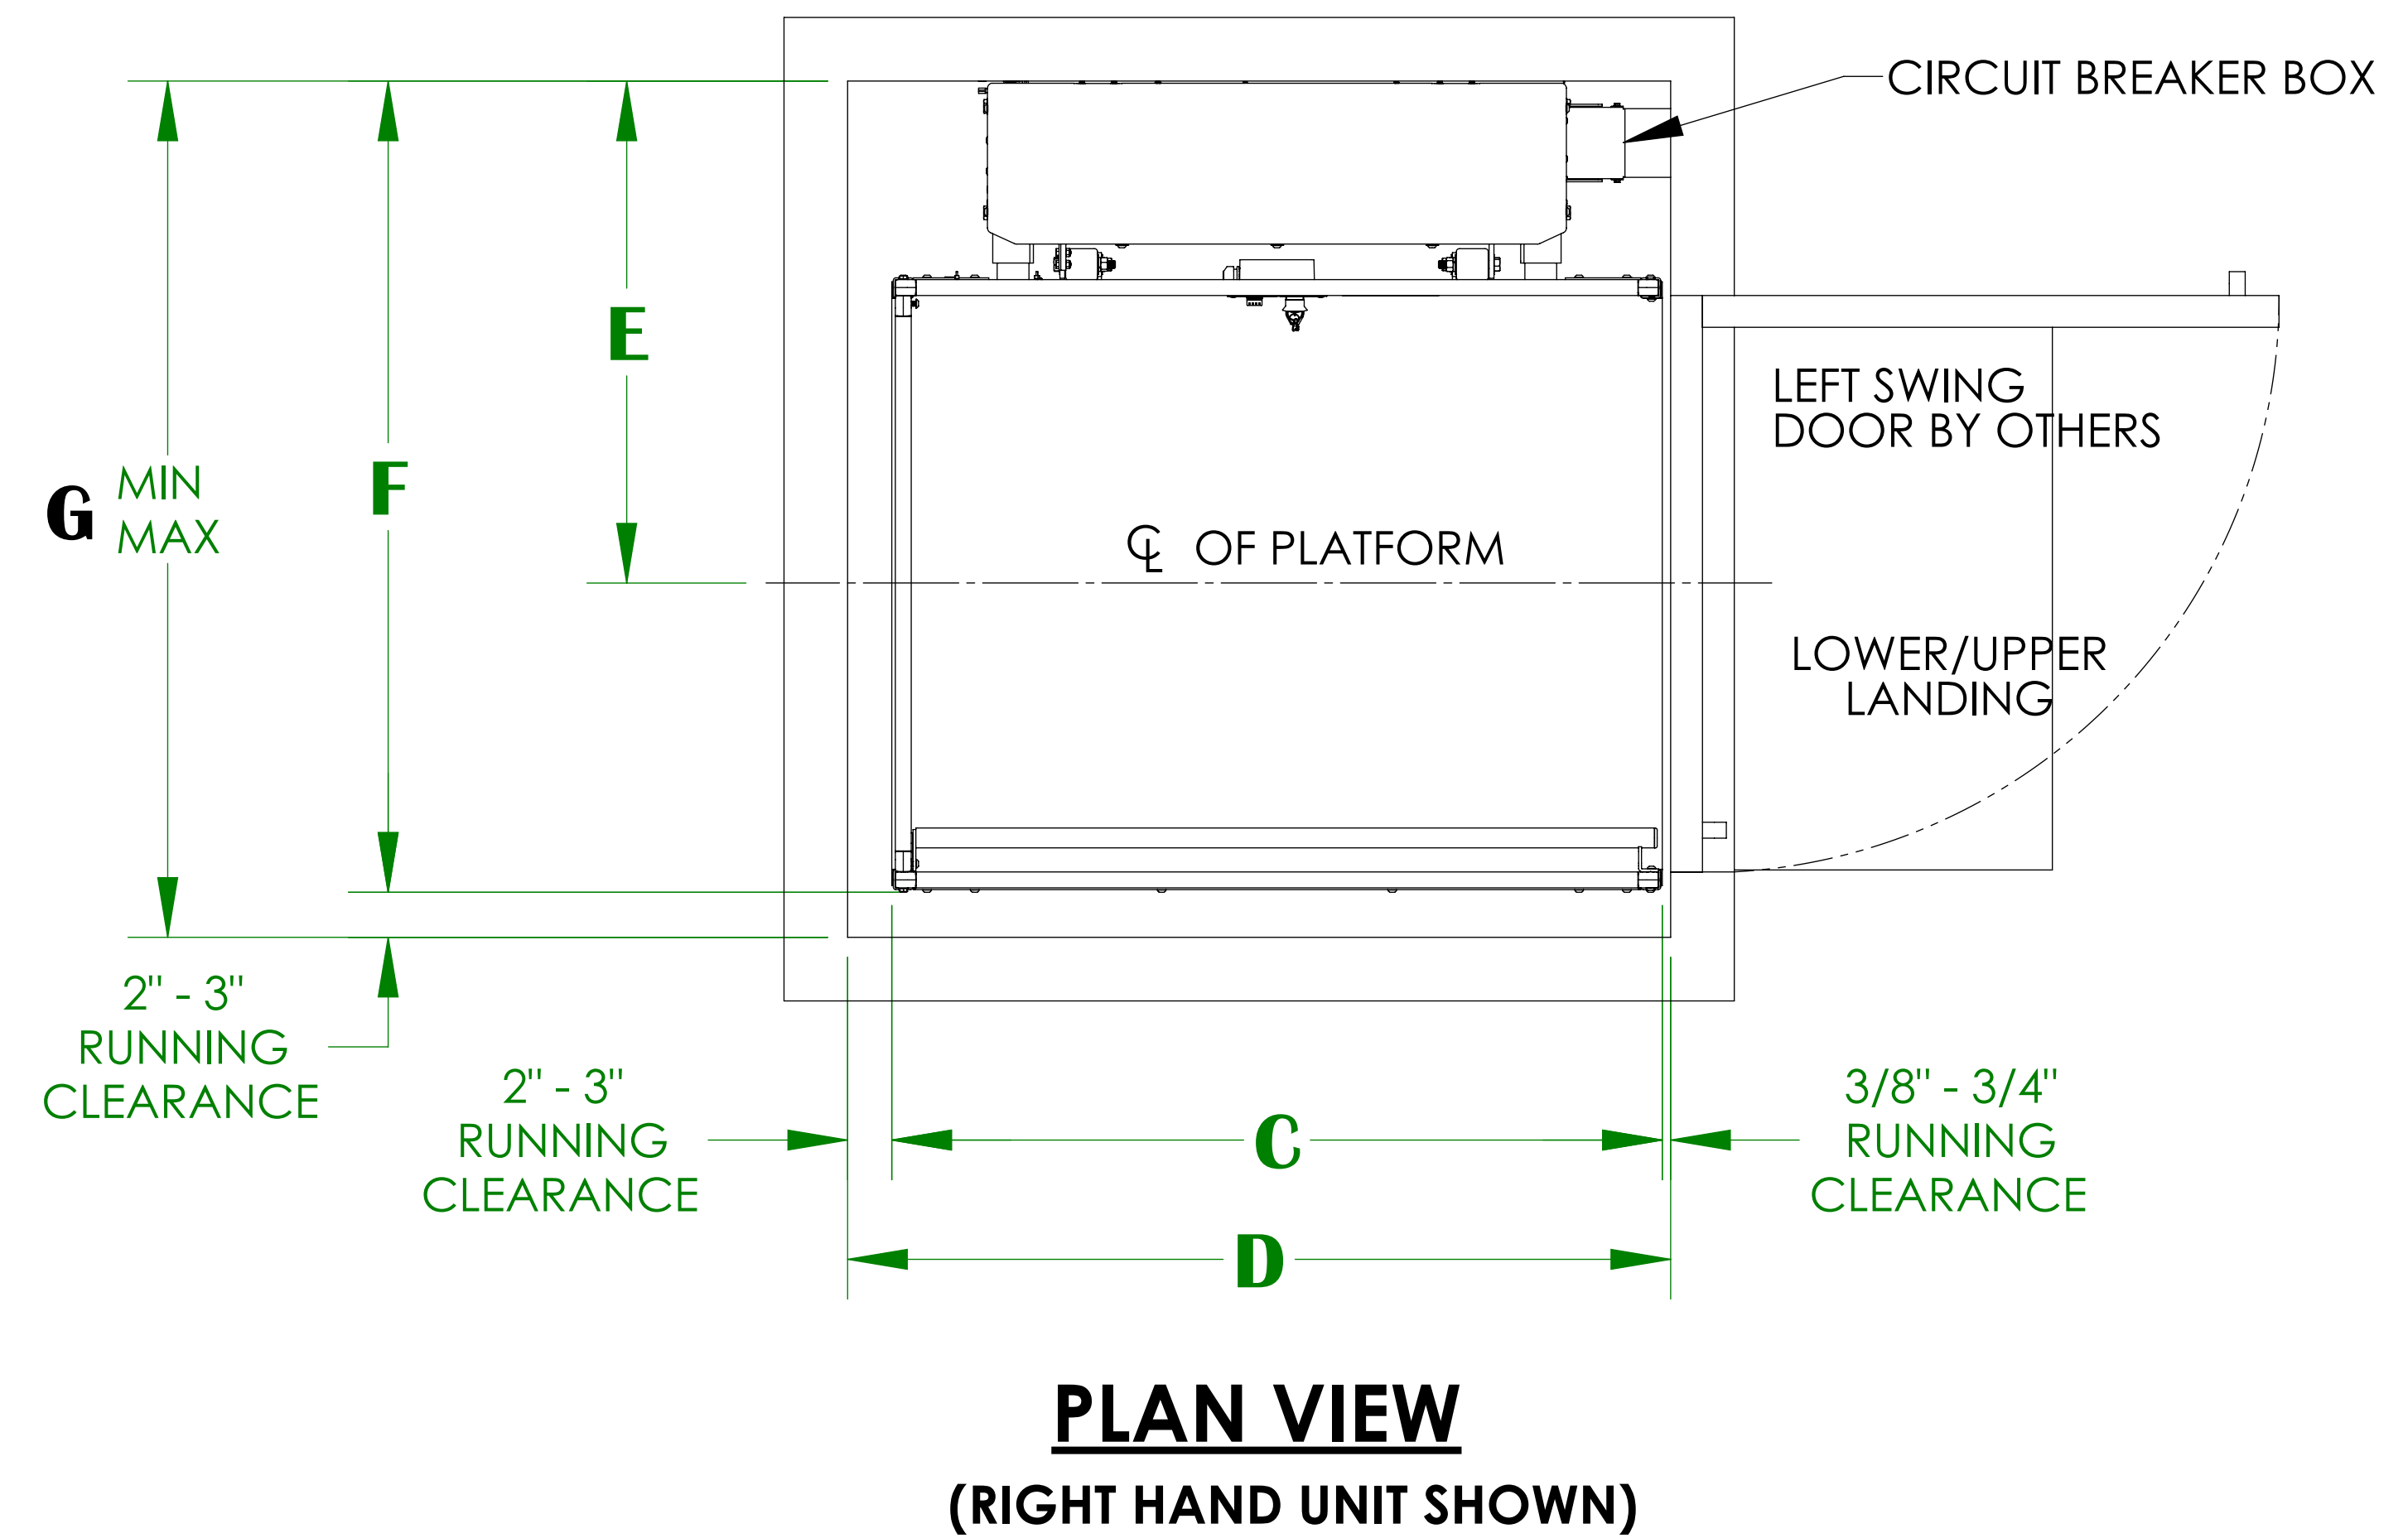 CIRCUIT BREAKER BOX
E
LEFT SWING
DOOR BY OTHERS
G MIN
MAX
F
℄ OF PLATFORM
LOWER/UPPER
LANDING
2" - 3"
RUNNING
CLEARANCE
2" - 3"
RUNNING
CLEARANCE
C
3/8" - 3/4"
RUNNING
CLEARANCE
D
PLAN VIEW
(RIGHT HAND UNIT SHOWN)